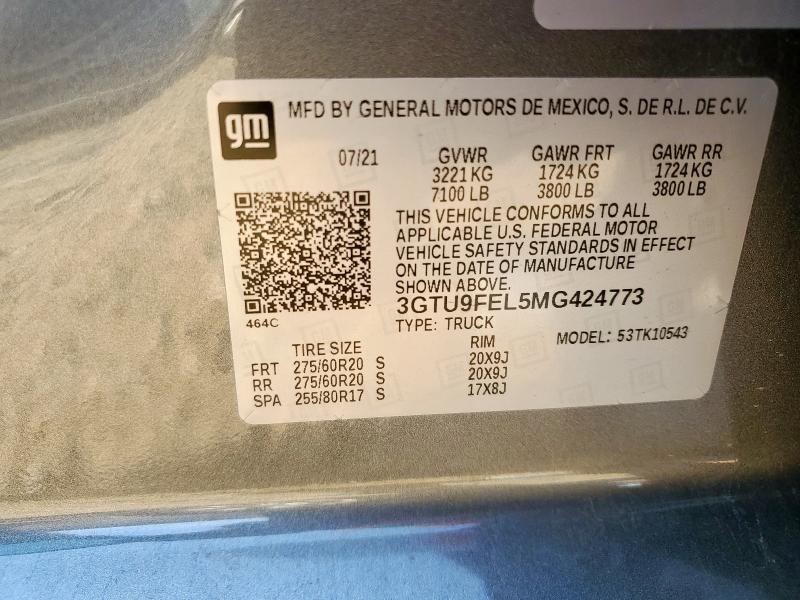 gm
MFD BY GENERAL MOTORS DE MEXICO, S. DE R.L. DE C.V.
07/21 GVWR GAWR FRT GAWR RR
3221 KG 1724 KG 1724 KG
7100 LB 3800 LB 3800 LB
THIS VEHICLE CONFORMS TO ALL
APPLICABLE U.S. FEDERAL MOTOR
VEHICLE SAFETY STANDARDS IN EFFECT
ON THE DATE OF MANUFACTURE
SHOWN ABOVE.
3GTU9FEL5MG424773
464C
TYPE: TRUCK
MODEL: 53TK10543
TIRE SIZE RIM
FRT 275/60R20 S 20X9J
RR 275/60R20 S 20X9J
SPA 255/80R17 S 17X8J